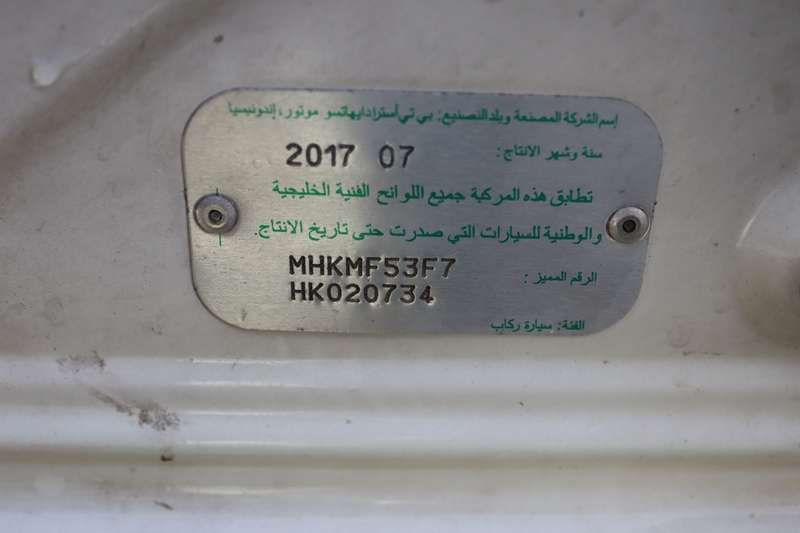 إسم الشركة المصنعة وبلد التصنيع: بي تي أسترا دايهاتسو موتور، إندونيسيا
سنة وشهر الانتاج: 2017 07
تطابق هذه المركبة جميع اللوائح الفنية الخليجية
والوطنية للسيارات التي صدرت حتى تاريخ الانتاج.
الرقم المميز: MHKMF53F7
HK020734
الفئة: سيارة ركاب